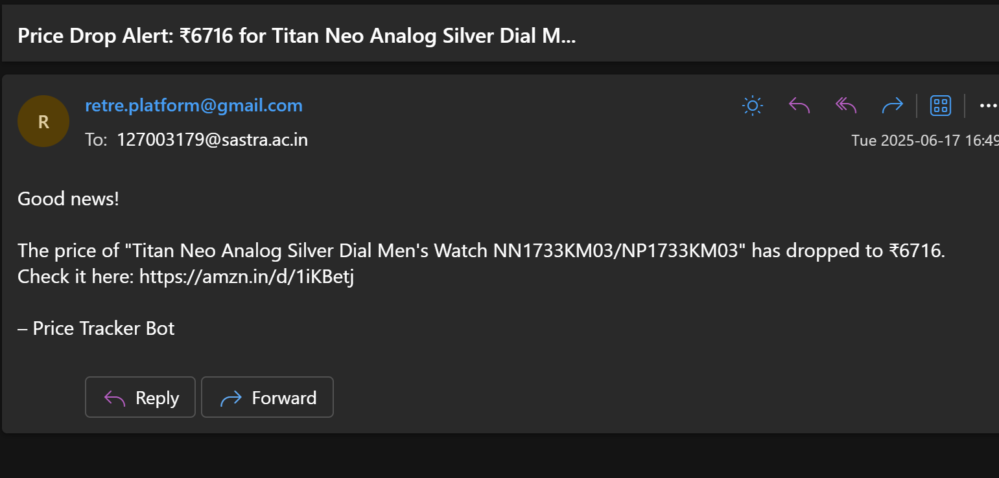 Price Drop Alert: ₹6716 for Titan Neo Analog Silver Dial M...
R
retre.platform@gmail.com
To: 127003179@sastra.ac.in
Tue 2025-06-17 16:49
Good news!
The price of "Titan Neo Analog Silver Dial Men's Watch NN1733KM03/NP1733KM03" has dropped to ₹6716.
Check it here: https://amzn.in/d/1iKBetj
– Price Tracker Bot
Reply
Forward